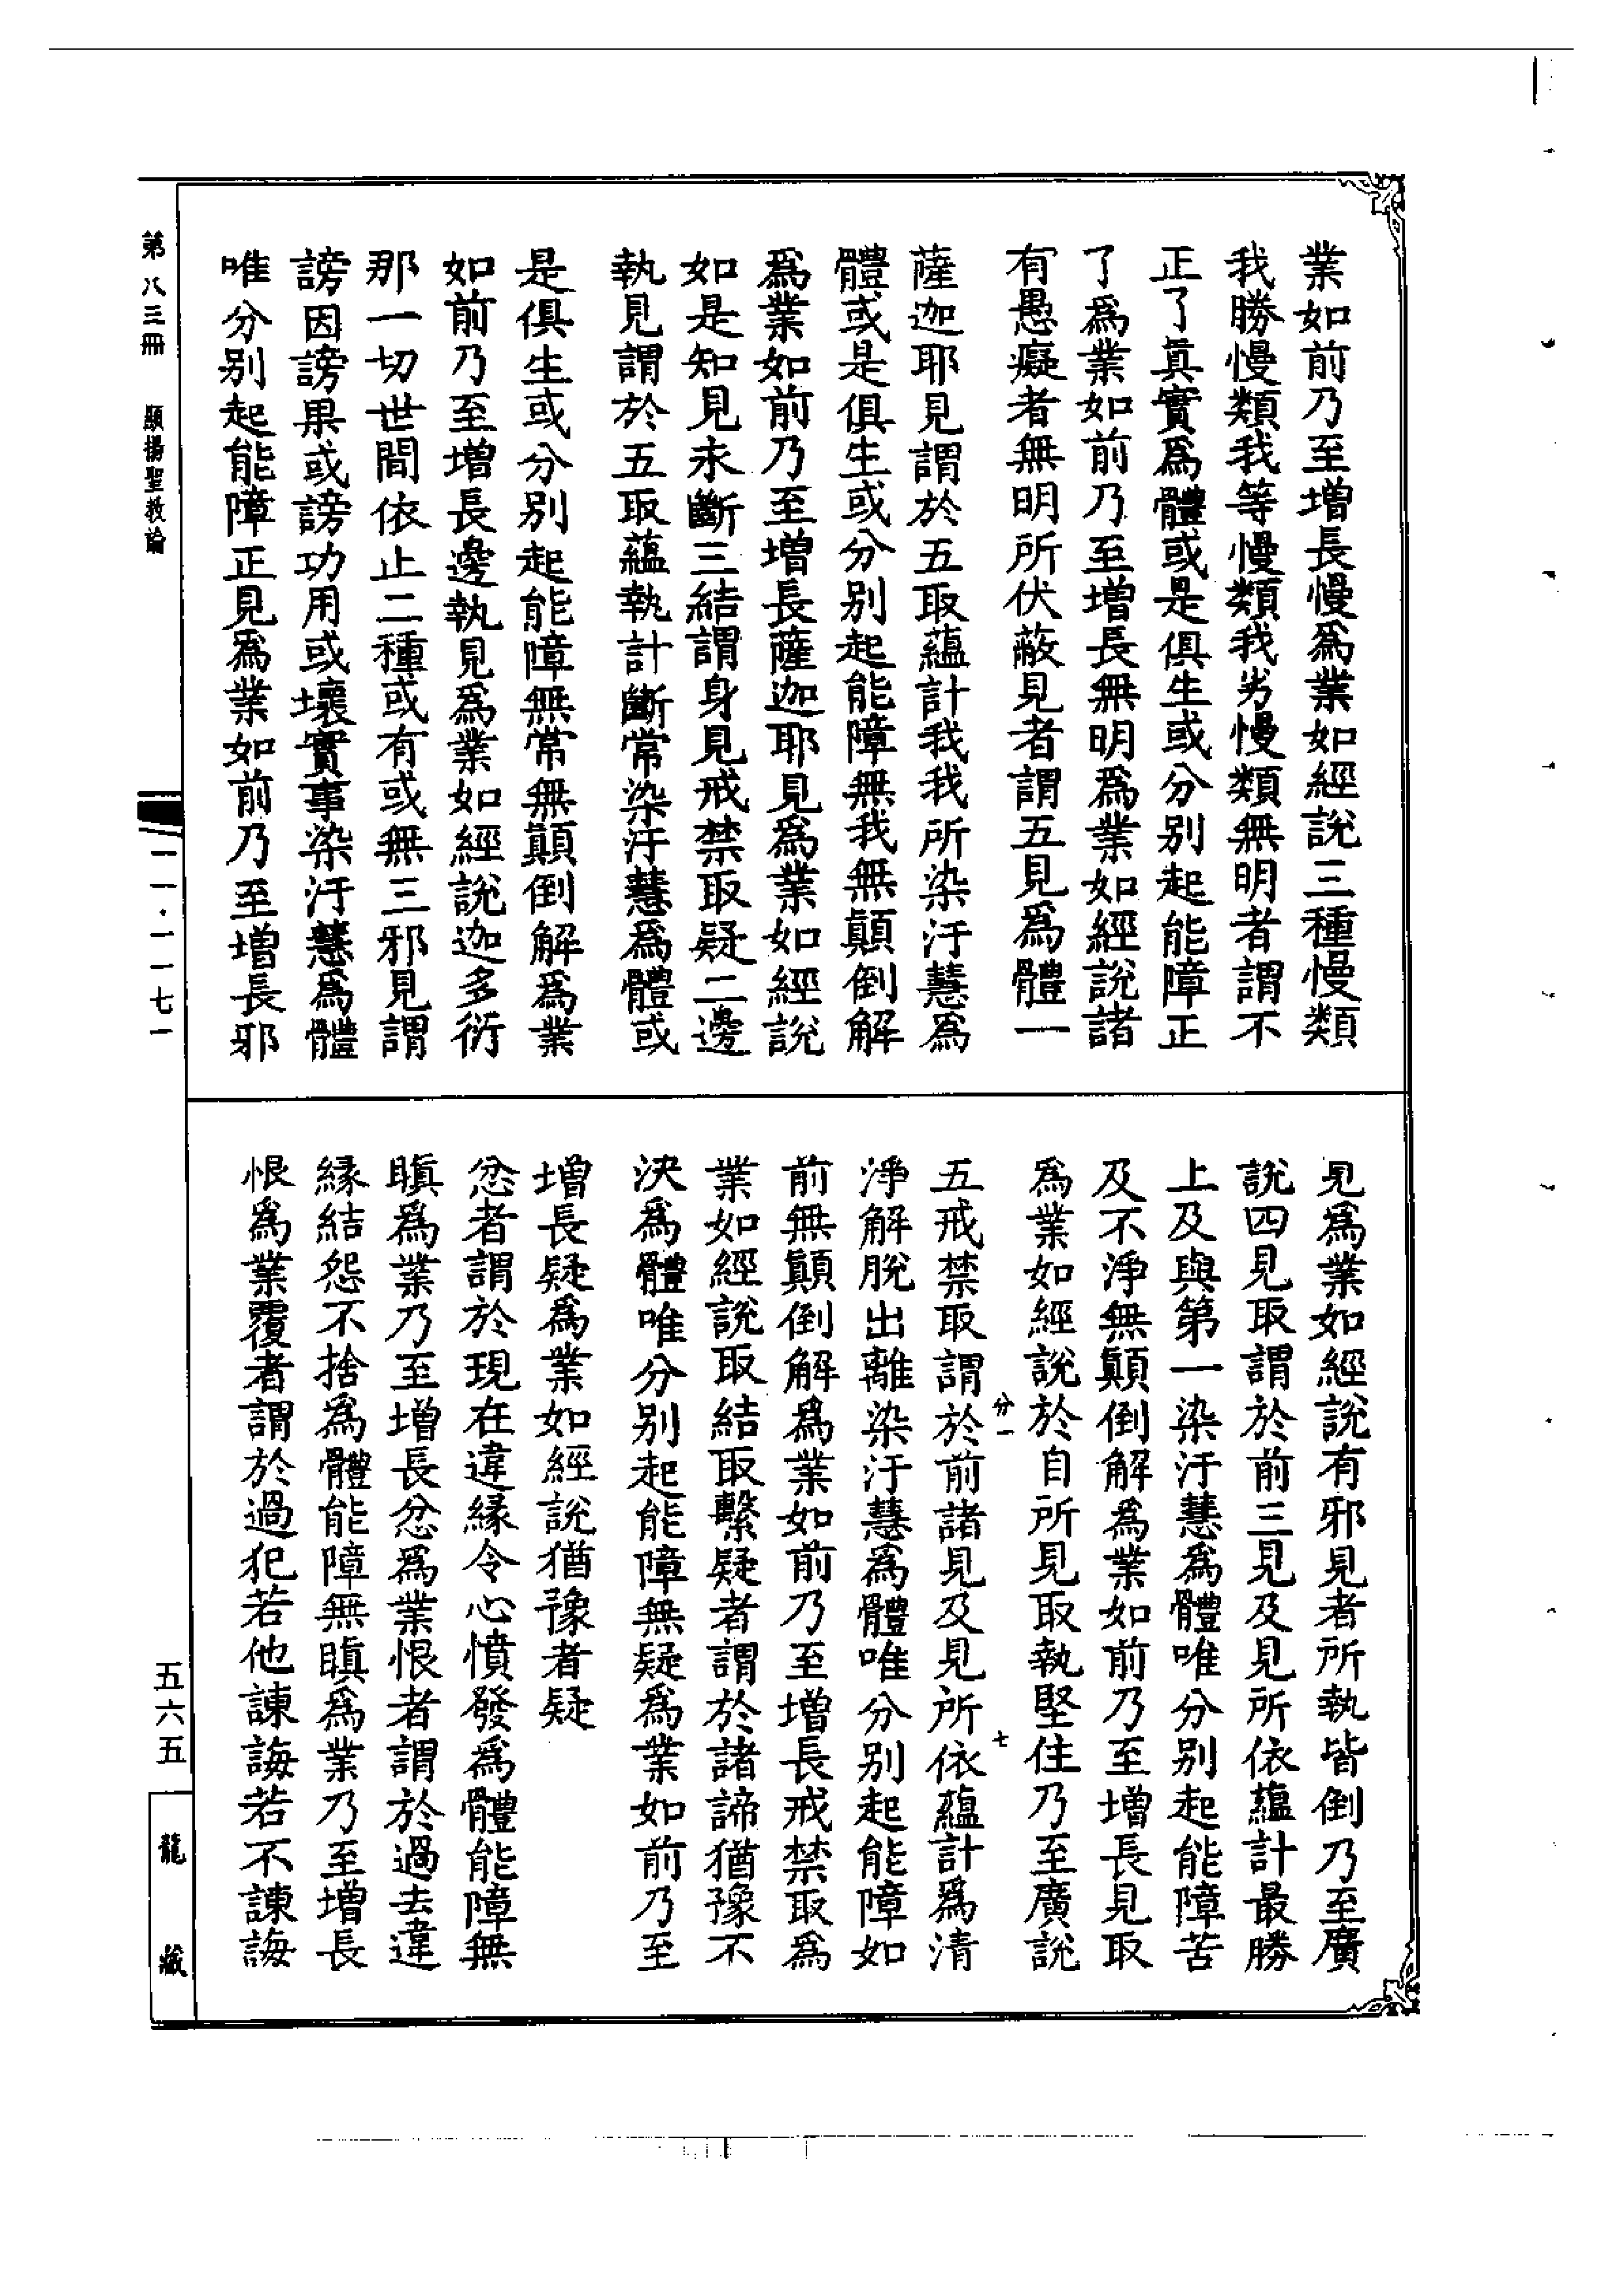 業如前乃至增長慢爲業如經說三種慢類
我勝慢類我等慢類我劣慢類無明者謂不
正了眞實爲體或是俱生或分别起能障正
了爲業如前乃至增長無明爲業如經說諸
有愚癡者無明所伏蔽見者謂五見爲體一
薩迦耶見謂於五取蘊計我我所染汙慧爲
體或是俱生或分别起能障無我無顚倒解
爲業如前乃至增長薩迦耶見爲業如經說
如是知見永斷三結謂身見戒禁取疑二邊
執見謂於五取蘊執計斷常染汙慧爲體或
是俱生或分别起能障無常無顚倒解爲業
如前乃至增長邊執見爲業如經說迦多衍
那一切世間依止二種或有或無三邪見謂
謗因謗果或謗功用或壞實事染汙慧爲體
唯分别起能障正見爲業如前乃至增長邪
見爲業如經說有邪見者所執皆倒乃至廣
說四見取謂於前三見及見所依蘊計最勝
上及與第一染汙慧爲體唯分别起能障苦
及不淨無顚倒解爲業如前乃至增長見取
爲業如經說於自所見取執堅住乃至廣說
分一 七
五戒禁取謂於前諸見及見所依蘊計爲清
淨解脫出離染汙慧爲體唯分别起能障如
前無顚倒解爲業如前乃至增長戒禁取爲
業如經說取結取繫疑者謂於諸諦猶豫不
決爲體唯分别起能障無疑爲業如前乃至
增長疑爲業如經說猶豫者疑
忿者謂於現在違緣令心憤發爲體能障無
瞋爲業乃至增長忿爲業恨者謂於過去違
緣結怨不捨爲體能障無瞋爲業乃至增長
恨爲業覆者謂於過犯若他諫誨若不諫誨
第八三冊 顯揚聖教論
一一·一一七一
五六五
龍藏